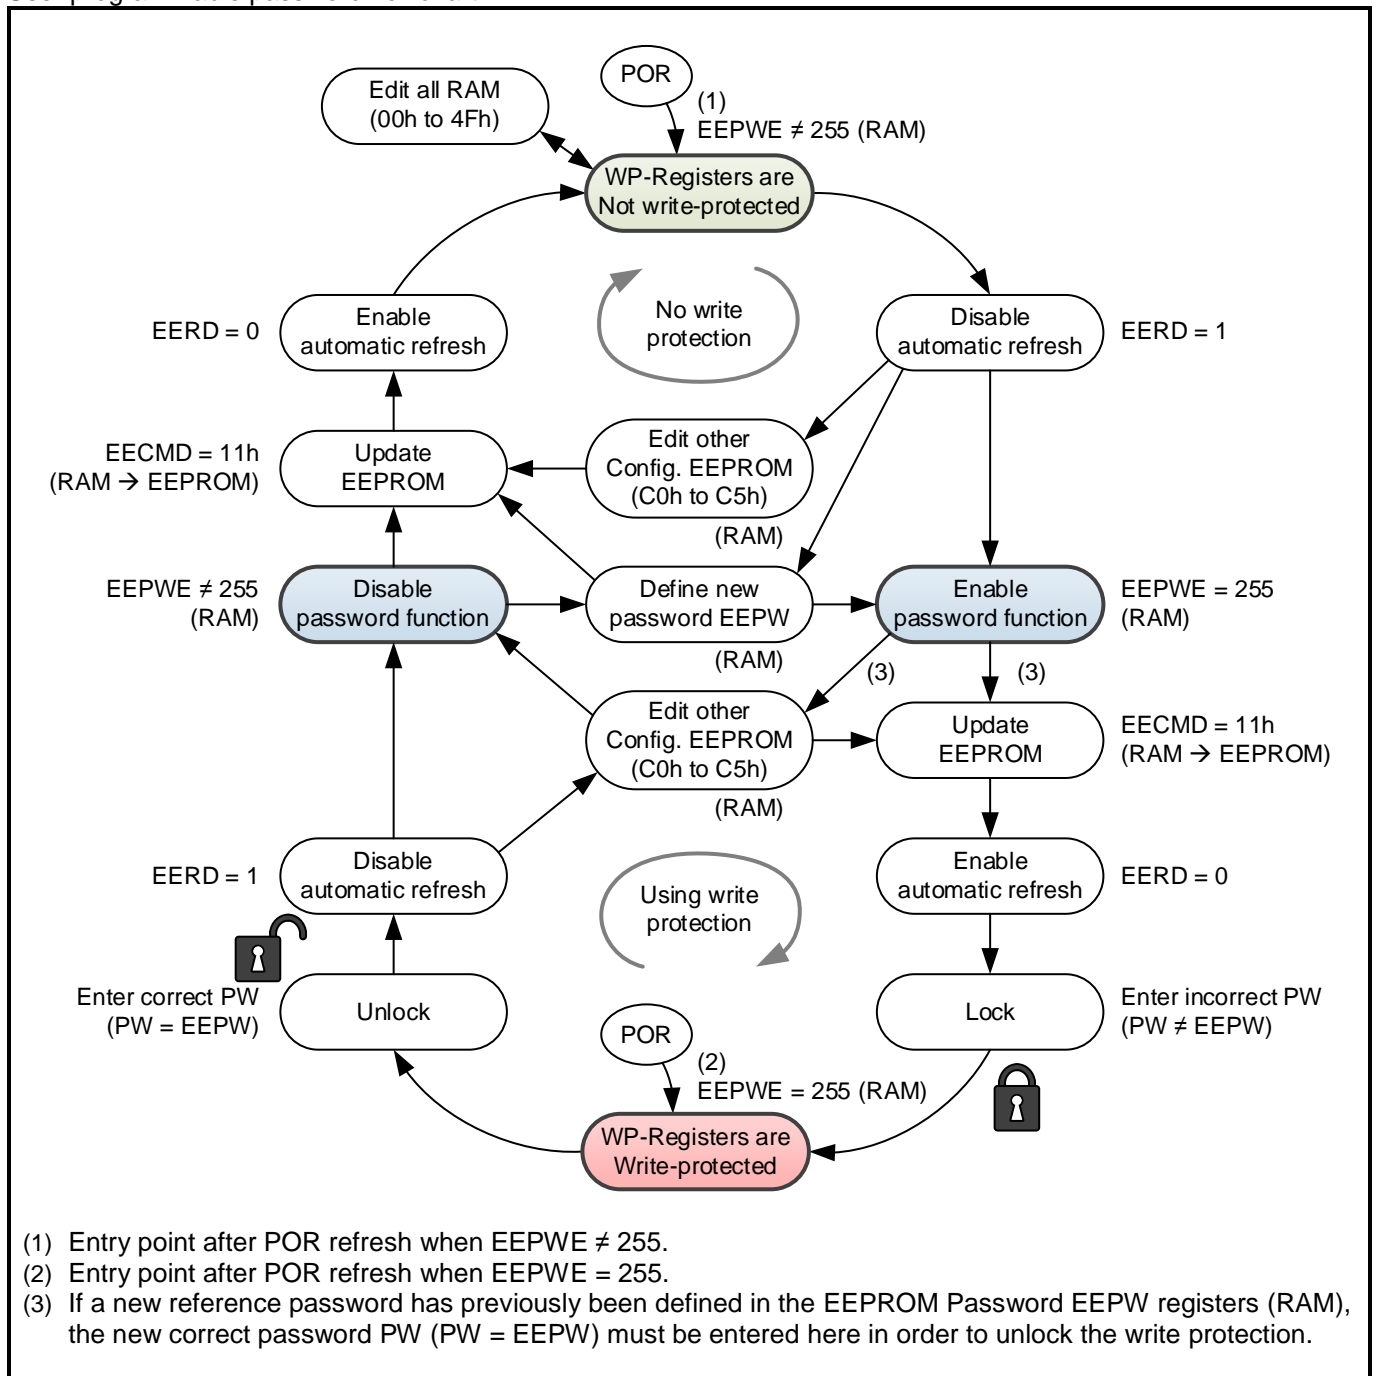 POR
Edit all RAM
(00h to 4Fh)
(1)
EEPWE ≠ 255 (RAM)
WP-Registers are
Not write-protected
No write
protection
Enable
automatic refresh
EERD = 0
Disable
automatic refresh
EERD = 1
EECMD = 11h
(RAM → EEPROM)
Update
EEPROM
Edit other
Config. EEPROM
(C0h to C5h)
(RAM)
EEPWE ≠ 255
(RAM)
Disable
password function
Define new
password EEPW
(RAM)
Enable
password function
EEPWE = 255
(RAM)
(3)
(3)
Edit other
Config. EEPROM
(C0h to C5h)
(RAM)
Update
EEPROM
EECMD = 11h
(RAM → EEPROM)
EERD = 1
Disable
automatic refresh
Using write
protection
Enable
automatic refresh
EERD = 0
Enter correct PW
(PW = EEPW)
Unlock
Lock
Enter incorrect PW
(PW ≠ EEPW)
POR
(2)
EEPWE = 255 (RAM)
WP-Registers are
Write-protected
(1) Entry point after POR refresh when EEPWE ≠ 255.
(2) Entry point after POR refresh when EEPWE = 255.
(3) If a new reference password has previously been defined in the EEPROM Password EEPW registers (RAM),
the new correct password PW (PW = EEPW) must be entered here in order to unlock the write protection.